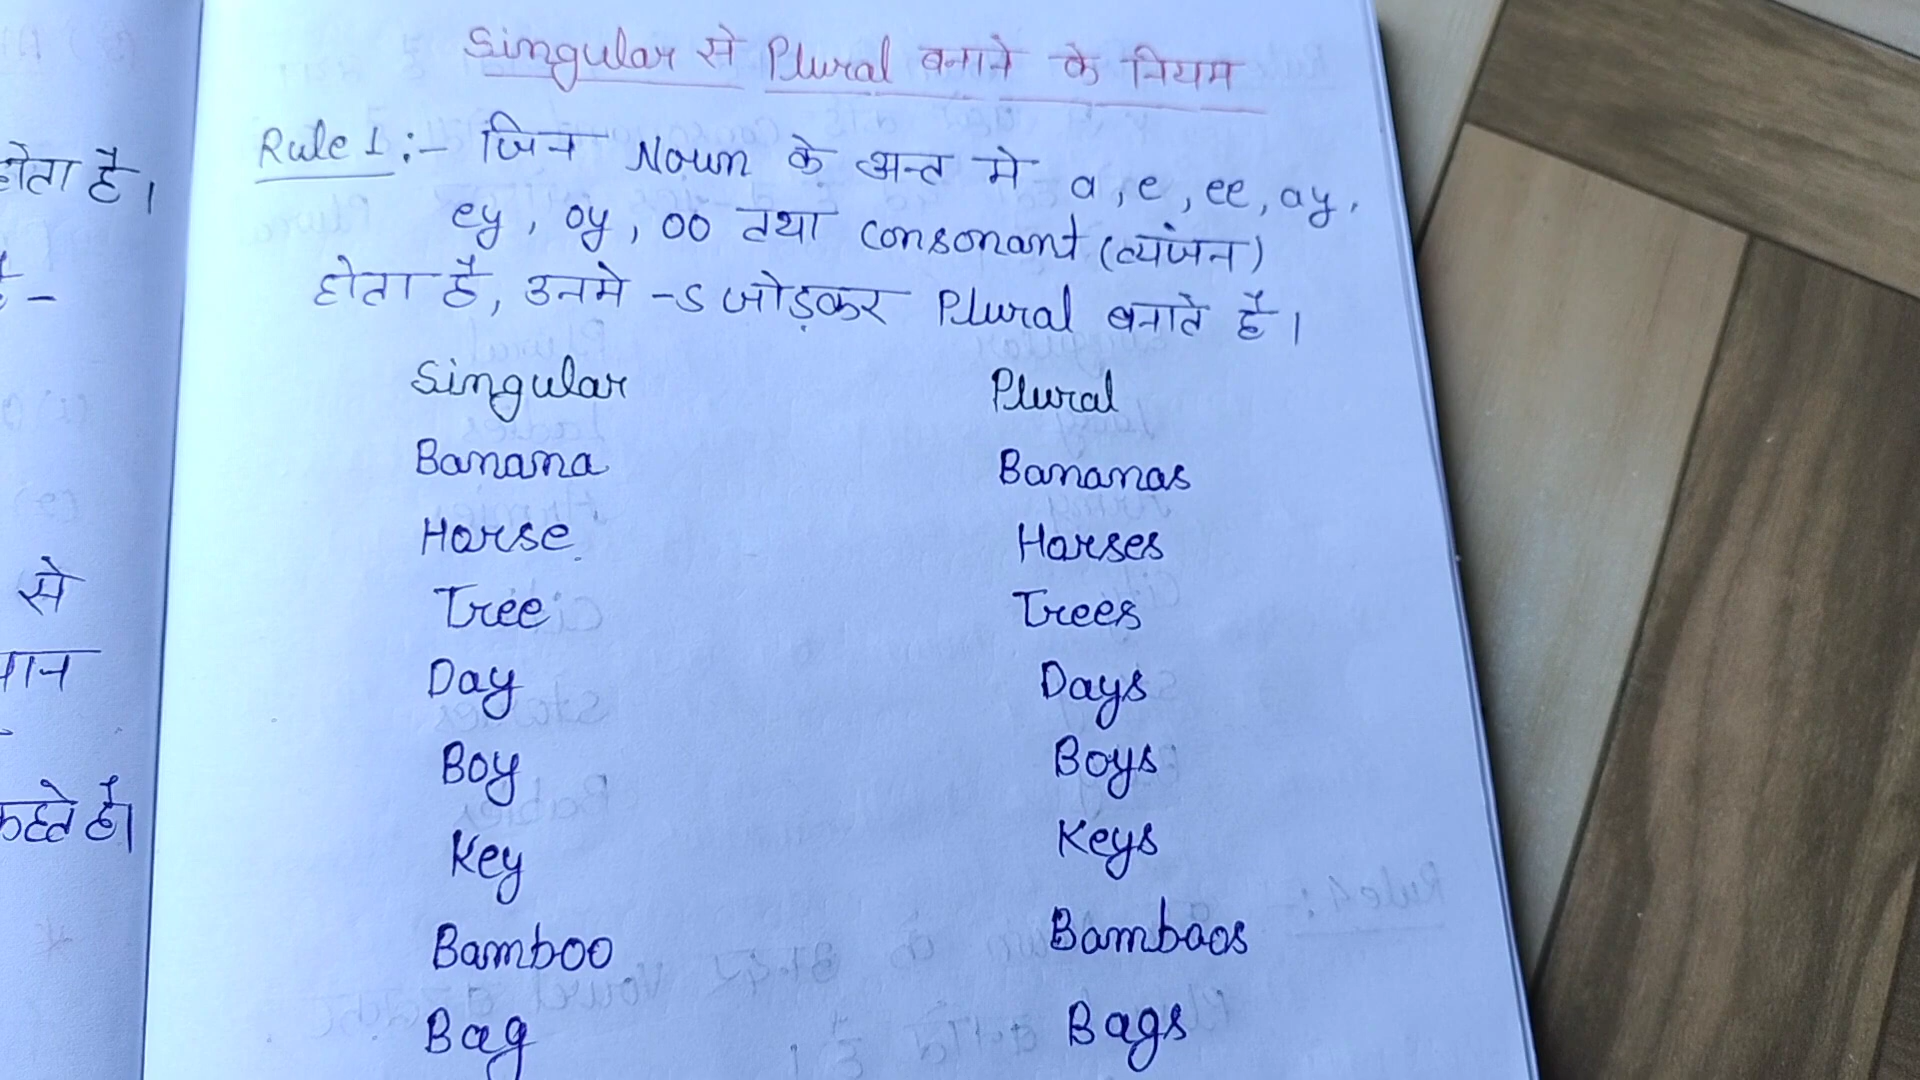 होता है।
से
कहते है।
Singular से Plural बनाने के नियम
Rule 1:- जिन Noun के अन्त मे a, e, ee, ay,
ey, oy, oo तथा consonant (व्यंजन)
होता है, उनमे -s जोड़कर Plural बनाते है।
Singular Plural
Banana Bananas
Horse Horses
Tree Trees
Day Days
Boy Boys
Key Keys
Bamboo Bamboos
Bag Bags